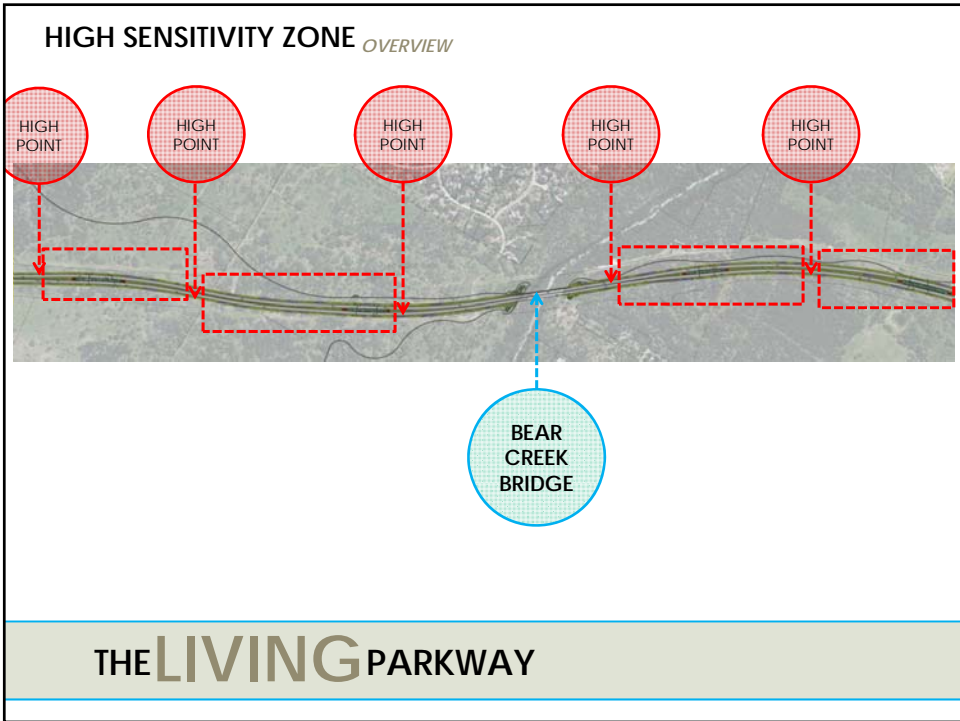 HIGH SENSITIVITY ZONE OVERVIEW
HIGH
POINT
HIGH
POINT
HIGH
POINT
HIGH
POINT
HIGH
POINT
BEAR
CREEK
BRIDGE
THE LIVING PARKWAY